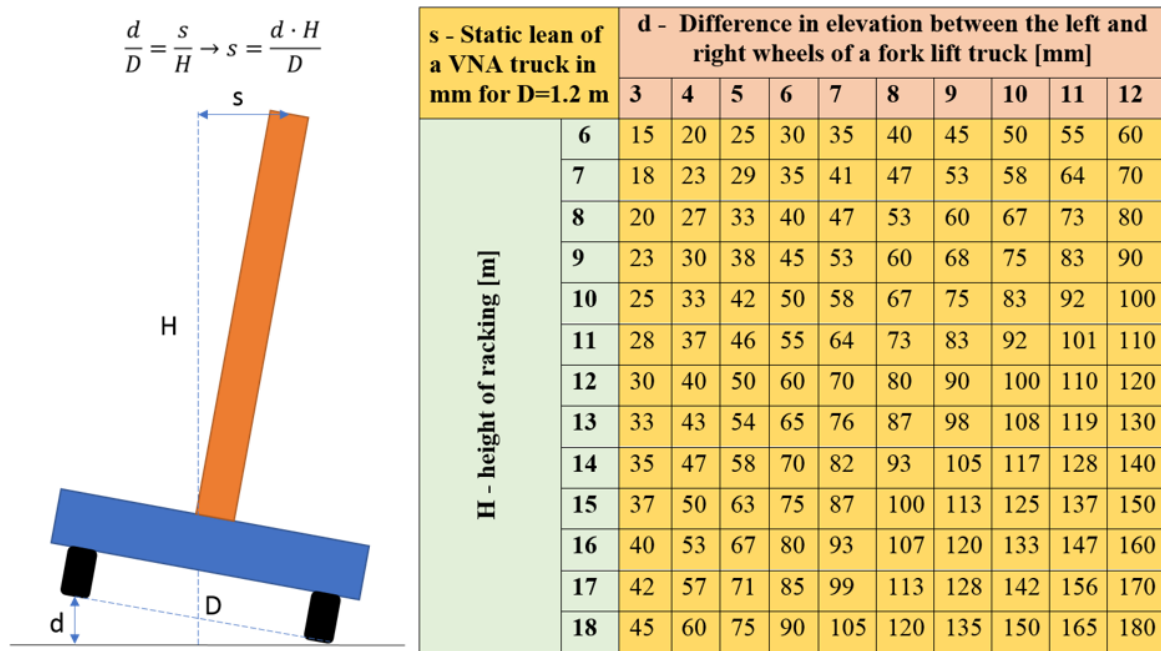 d/D = s/H → s = d · H/D
s
H
D
d
s - Static lean of
a VNA truck in
mm for D=1.2 m
d - Difference in elevation between the left and
right wheels of a fork lift truck [mm]
3 4 5 6 7 8 9 10 11 12
H - height of racking [m]
6 15 20 25 30 35 40 45 50 55 60
7 18 23 29 35 41 47 53 58 64 70
8 20 27 33 40 47 53 60 67 73 80
9 23 30 38 45 53 60 68 75 83 90
10 25 33 42 50 58 67 75 83 92 100
11 28 37 46 55 64 73 83 92 101 110
12 30 40 50 60 70 80 90 100 110 120
13 33 43 54 65 76 87 98 108 119 130
14 35 47 58 70 82 93 105 117 128 140
15 37 50 63 75 87 100 113 125 137 150
16 40 53 67 80 93 107 120 133 147 160
17 42 57 71 85 99 113 128 142 156 170
18 45 60 75 90 105 120 135 150 165 180